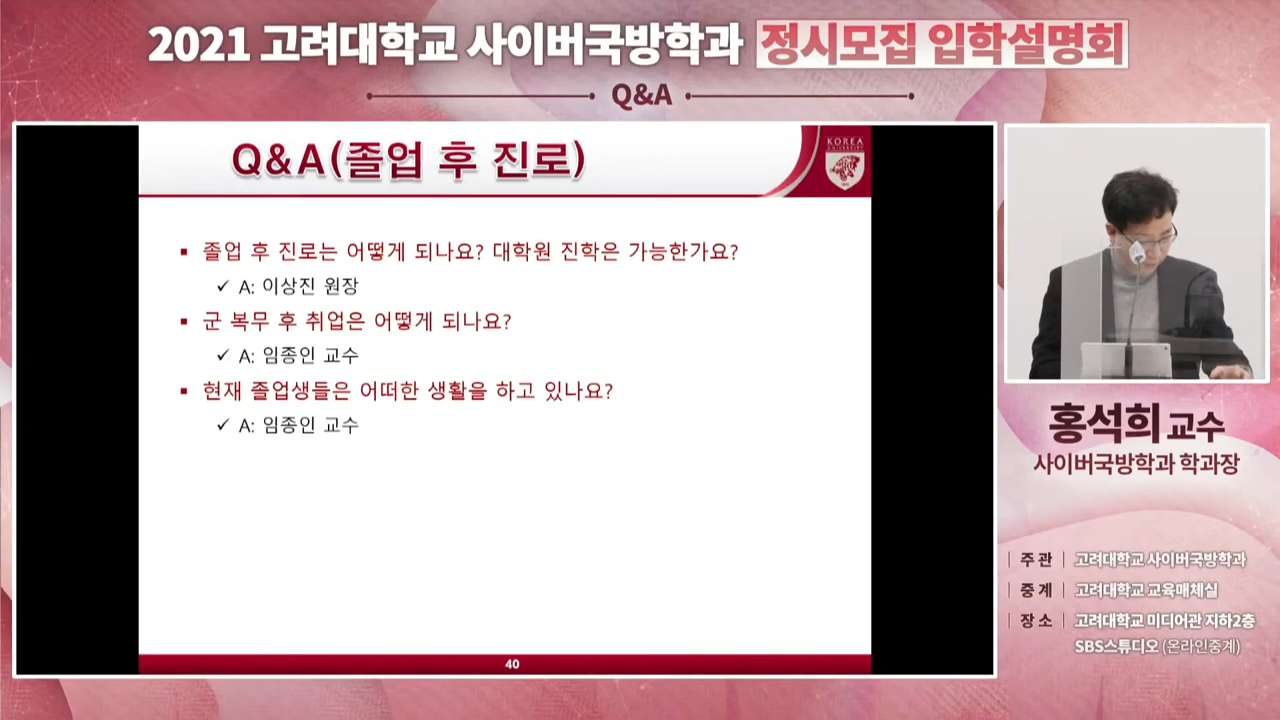 2021 고려대학교 사이버국방학과 정시모집 입학설명회
Q&A
Q&A(졸업 후 진로)
KOREA
UNIVERSITY
▪ 졸업 후 진로는 어떻게 되나요? 대학원 진학은 가능한가요?
✓ A: 이상진 원장
▪ 군 복무 후 취업은 어떻게 되나요?
✓ A: 임종인 교수
▪ 현재 졸업생들은 어떠한 생활을 하고 있나요?
✓ A: 임종인 교수
40
홍석희 교수
사이버국방학과 학과장
| 주 관 | 고려대학교 사이버국방학과
| 중 계 | 고려대학교 교육매체실
| 장 소 | 고려대학교 미디어관 지하2층
SBS스튜디오 (온라인중계)